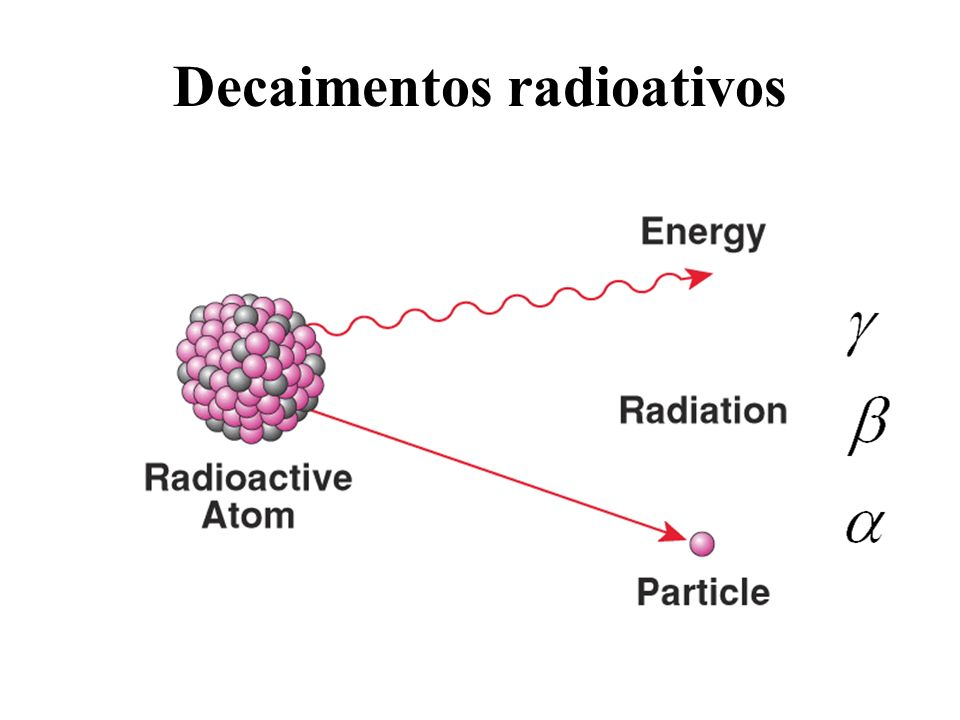 Decaimentos radioativos
Energy
γ
Radiation
β
Radioactive
Atom
α
Particle